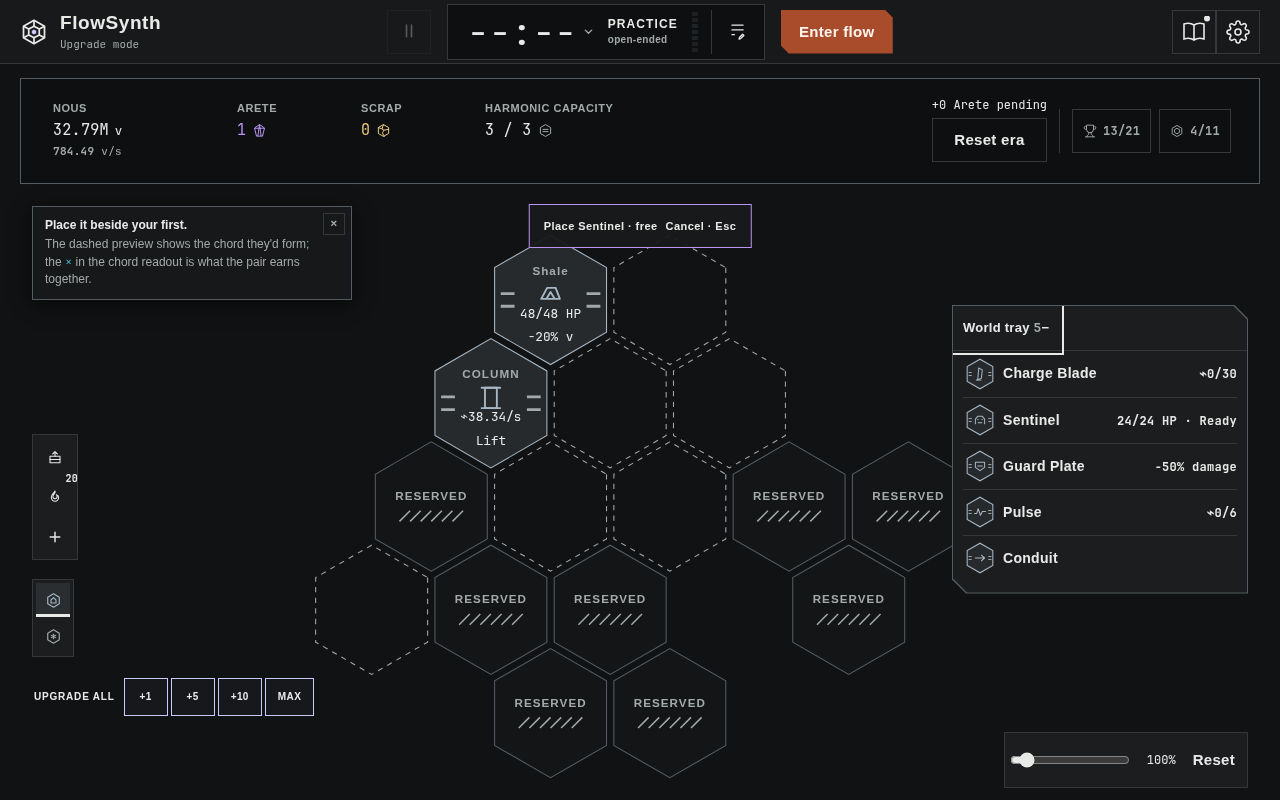 FlowSynth
Upgrade mode
– – : – –
PRACTICE
open-ended
Enter flow
NOUS
32.79M v
784.49 v/s
ARETE
1
SCRAP
0
HARMONIC CAPACITY
3 / 3
+0 Arete pending
Reset era
13/21
4/11
Place it beside your first.
×
The dashed preview shows the chord they'd form;
the × in the chord readout is what the pair earns
together.
Place Sentinel · free Cancel · Esc
Shale
48/48 HP
-20% v
COLUMN
⌁38.34/s
Lift
RESERVED
RESERVED
RESERVED
RESERVED
RESERVED
RESERVED
RESERVED
RESERVED
World tray 5−
Charge Blade ⌁0/30
Sentinel 24/24 HP · Ready
Guard Plate -50% damage
Pulse ⌁0/6
Conduit
20
UPGRADE ALL +1 +5 +10 MAX
100% Reset